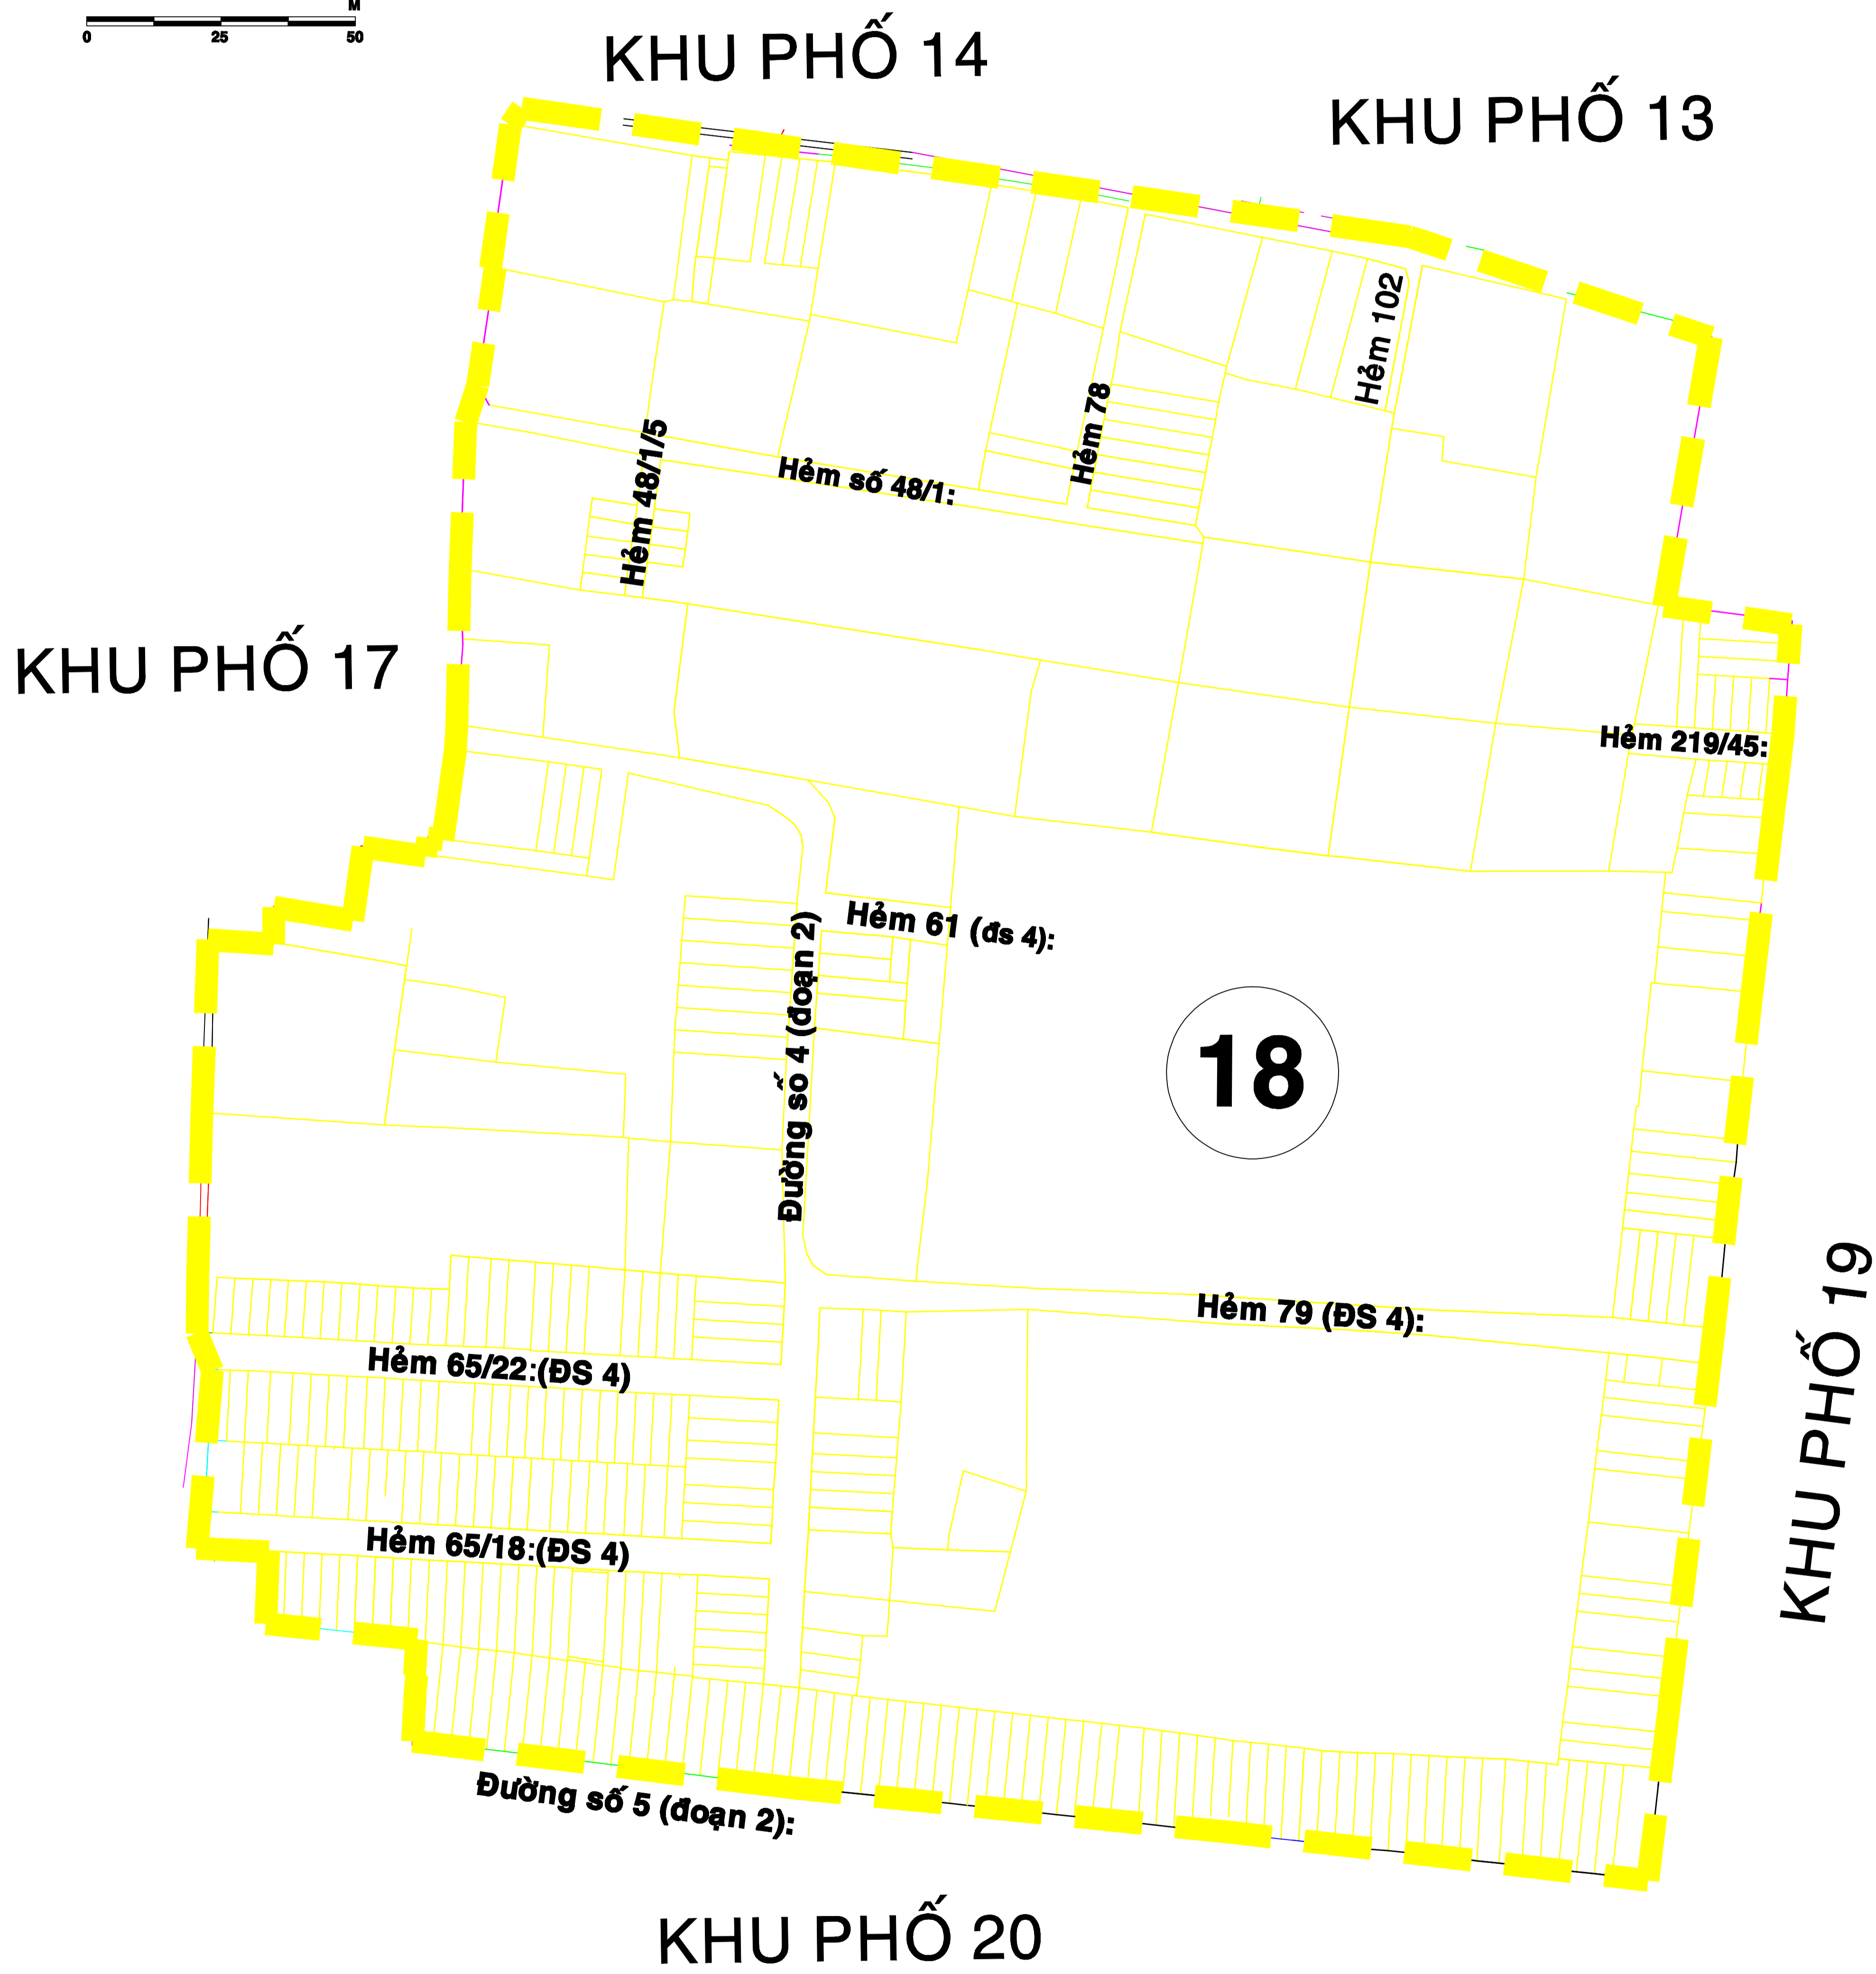 M
0 25 50
KHU PHỐ 14
KHU PHỐ 13
Hẻm 102
Hẻm 78
Hẻm 48/1/5
Hẻm số 48/1:
KHU PHỐ 17
Hẻm 219/45:
Hẻm 61 (đs 4):
Đường số 4 (đoạn 2)
18
KHU PHỐ 19
Hẻm 79 (ĐS 4):
Hẻm 65/22:(ĐS 4)
Hẻm 65/18:(ĐS 4)
Đường số 5 (đoạn 2):
KHU PHỐ 20